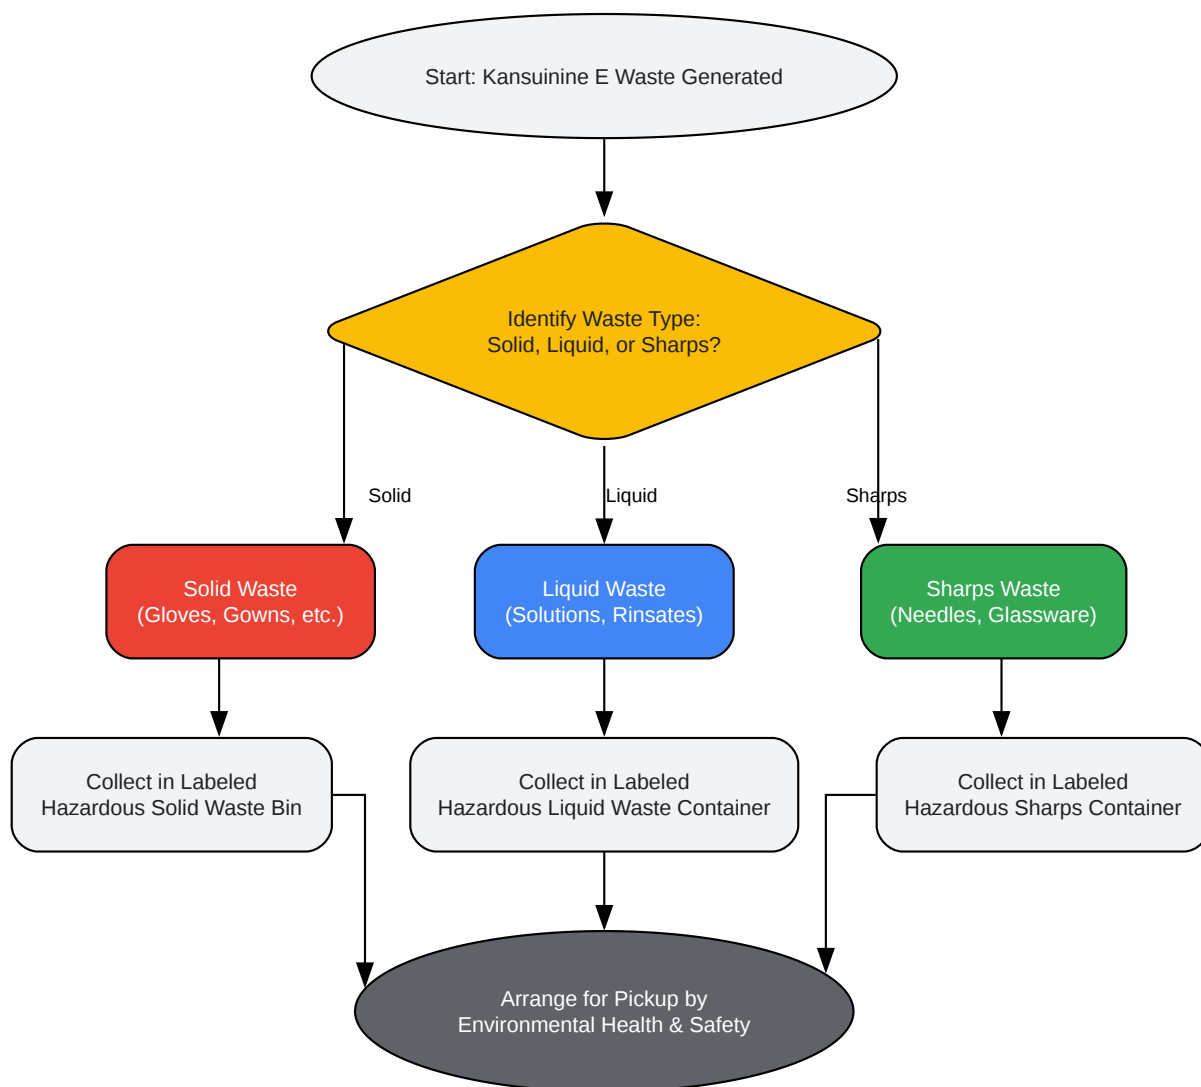 Start: Kansuinine E Waste Generated
Identify Waste Type:
Solid, Liquid, or Sharps?
Solid
Liquid
Sharps
Solid Waste
(Gloves, Gowns, etc.)
Liquid Waste
(Solutions, Rinsates)
Sharps Waste
(Needles, Glassware)
Collect in Labeled
Hazardous Solid Waste Bin
Collect in Labeled
Hazardous Liquid Waste Container
Collect in Labeled
Hazardous Sharps Container
Arrange for Pickup by
Environmental Health & Safety